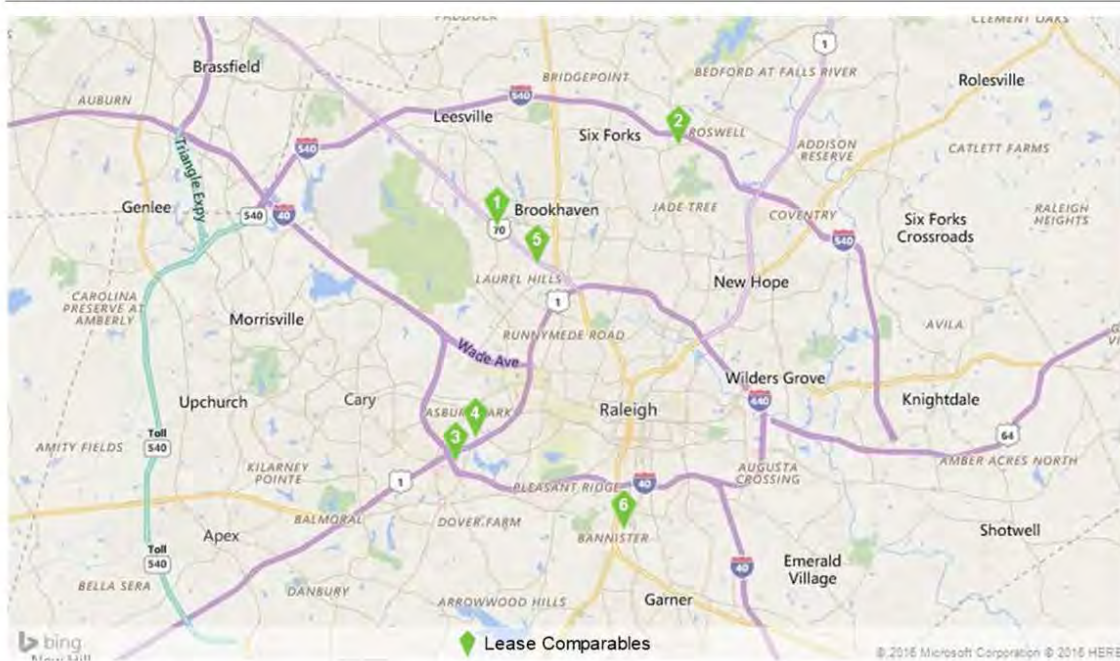 PADDOCK
CLEMENT OAKS
1
Brassfield
BRIDGEPOINT
BEDFORD AT FALLS RIVER
Rolesville
AUBURN
540
Leesville
2
Six Forks
ROSWELL
Triangle Expy
540
ADDISON
RESERVE
CATLETT FARMS
Genlee
540
40
1
Brookhaven
JADE TREE
COVENTRY
RALEIGH
HEIGHTS
70
5
540
Six Forks
Crossroads
LAUREL HILLS
New Hope
CAROLINA
PRESERVE AT
AMBERLY
1
Morrisville
RUNNYMEDE ROAD
AVILA
Wade Ave
Wilders Grove
Upchurch
Cary
ASBURY PARK
4
Raleigh
440
Knightdale
3
64
AMITY FIELDS
Toll
540
AMBER ACRES NORTH
KILARNEY
POINTE
1
PLEASANT RIDGE
40
AUGUSTA
CROSSING
6
BALMORAL
DOVER FARM
BANNISTER
Shotwell
Apex
Toll
540
Emerald
Village
40
BELLA SERA
DANBURY
ARROWWOOD HILLS
Garner
bing
Lease Comparables
New Hill
© 2016 Microsoft Corporation © 2016 HERE